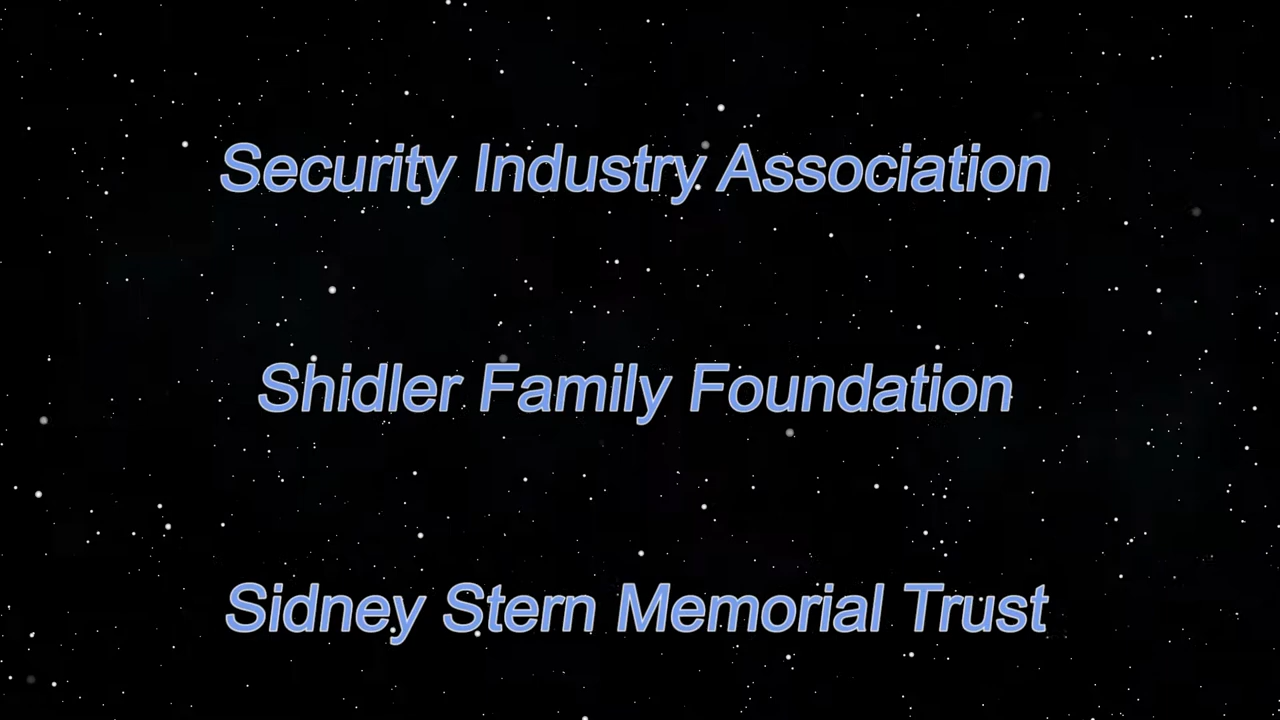 Security Industry Association
Shidler Family Foundation
Sidney Stern Memorial Trust